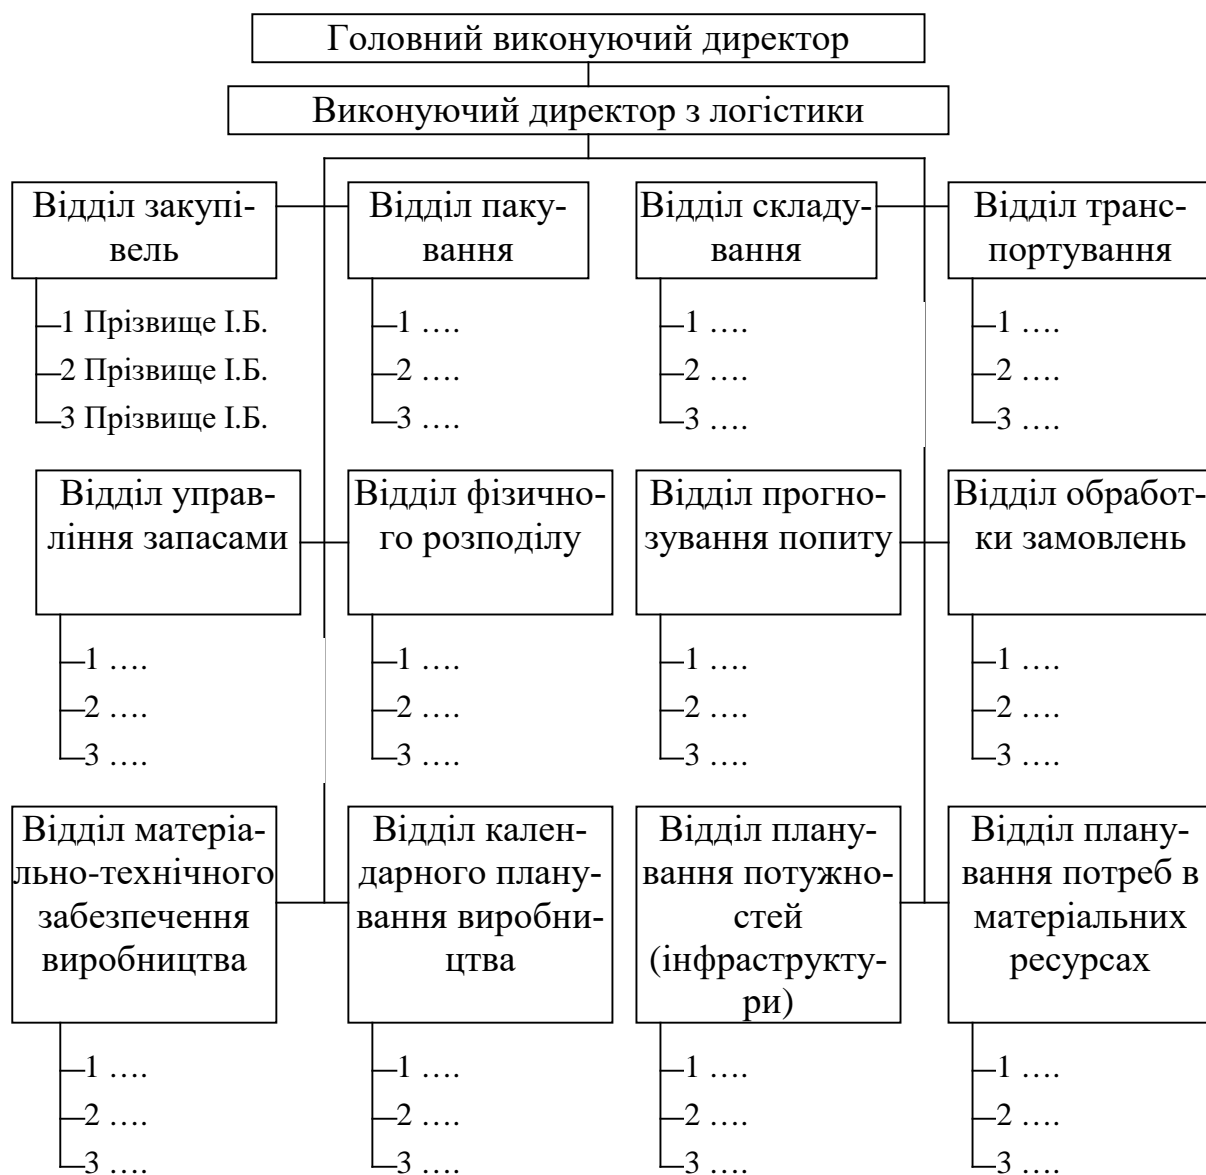 Головний виконуючий директор
Виконуючий директор з логістики
Відділ закупі-
вель
1 Прізвище І.Б.
2 Прізвище І.Б.
3 Прізвище І.Б.
Відділ паку-
вання
1 ….
2 ….
3 ….
Відділ складу-
вання
1 ….
2 ….
3 ….
Відділ транс-
портування
1 ….
2 ….
3 ….
Відділ управ-
ління запасами
1 ….
2 ….
3 ….
Відділ фізично-
го розподілу
1 ….
2 ….
3 ….
Відділ прогно-
зування попиту
1 ….
2 ….
3 ….
Відділ обработ-
ки замовлень
1 ….
2 ….
3 ….
Відділ матеріа-
льно-технічного
забезпечення
виробництва
1 ….
2 ….
3 ….
Відділ кален-
дарного плану-
вання виробни-
цтва
1 ….
2 ….
3 ….
Відділ плану-
вання потужно-
стей
(інфраструкту-
ри)
1 ….
2 ….
3 ….
Відділ плану-
вання потреб в
матеріальних
ресурсах
1 ….
2 ….
3 ….